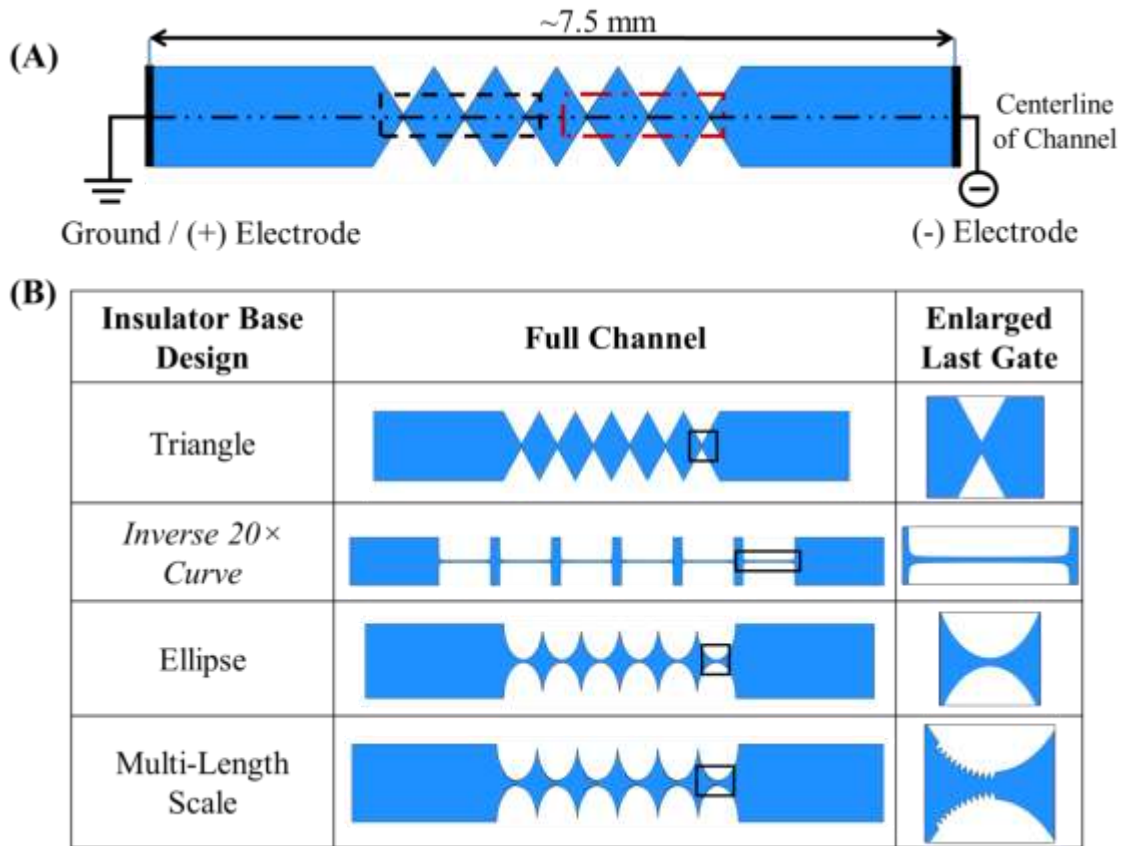 (A)
~7.5 mm
Centerline
of Channel
Ground / (+) Electrode
(-) Electrode
(B)
Insulator Base
Design
Full Channel
Enlarged
Last Gate
Triangle
Inverse 20×
Curve
Ellipse
Multi-Length
Scale